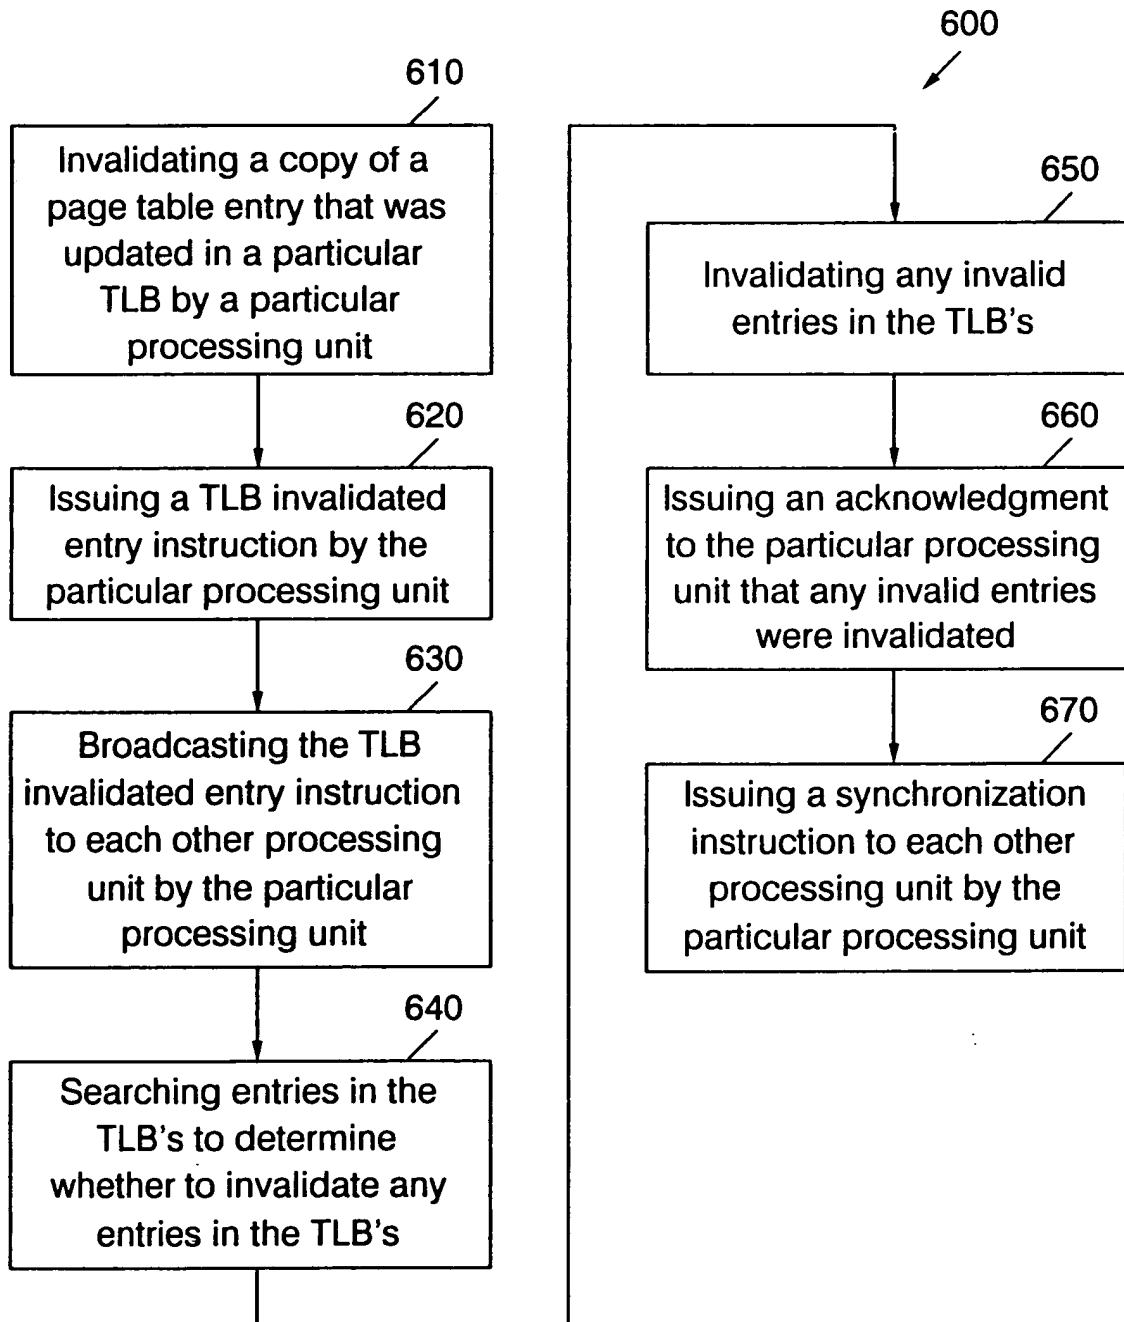 600
610
Invalidating a copy of a
page table entry that was
updated in a particular
TLB by a particular
processing unit
620
Issuing a TLB invalidated
entry instruction by the
particular processing unit
630
Broadcasting the TLB
invalidated entry instruction
to each other processing
unit by the particular
processing unit
640
Searching entries in the
TLB's to determine
whether to invalidate any
entries in the TLB's
650
Invalidating any invalid
entries in the TLB's
660
Issuing an acknowledgment
to the particular processing
unit that any invalid entries
were invalidated
670
Issuing a synchronization
instruction to each other
processing unit by the
particular processing unit